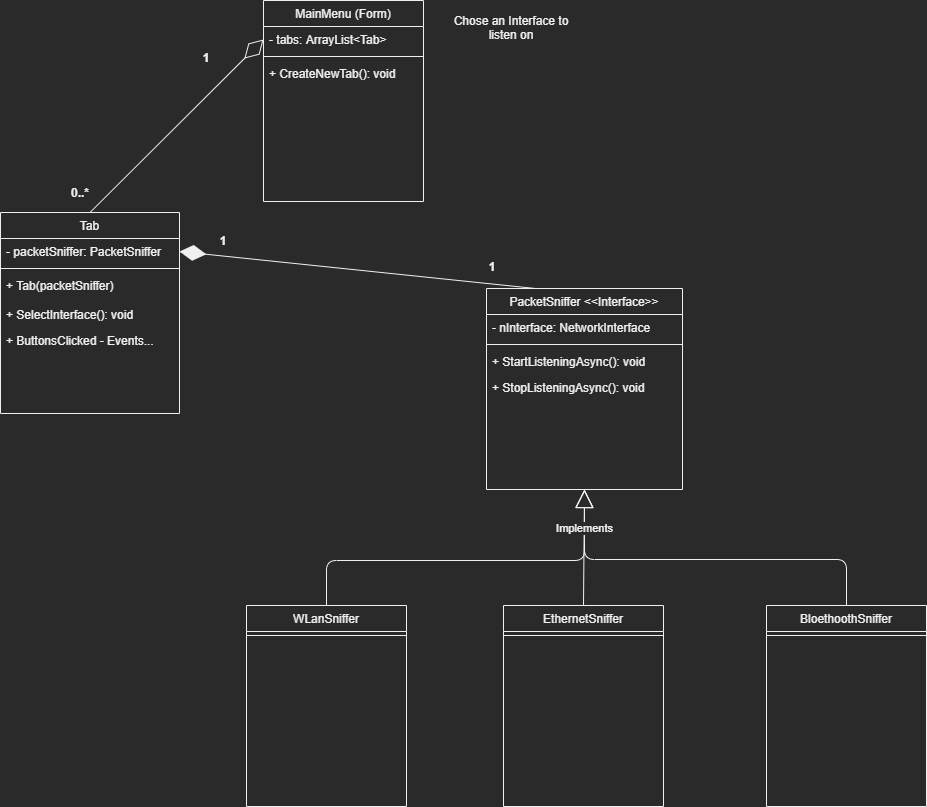 MainMenu (Form)
- tabs: ArrayList<Tab>
+ CreateNewTab(): void
Chose an Interface to
listen on
1
0..*
Tab
- packetSniffer: PacketSniffer
+ Tab(packetSniffer)
+ SelectInterface(): void
+ ButtonsClicked - Events...
1
1
PacketSniffer <<Interface>>
- nInterface: NetworkInterface
+ StartListeningAsync(): void
+ StopListeningAsync(): void
Implements
WLanSniffer
EthernetSniffer
BloethoothSniffer